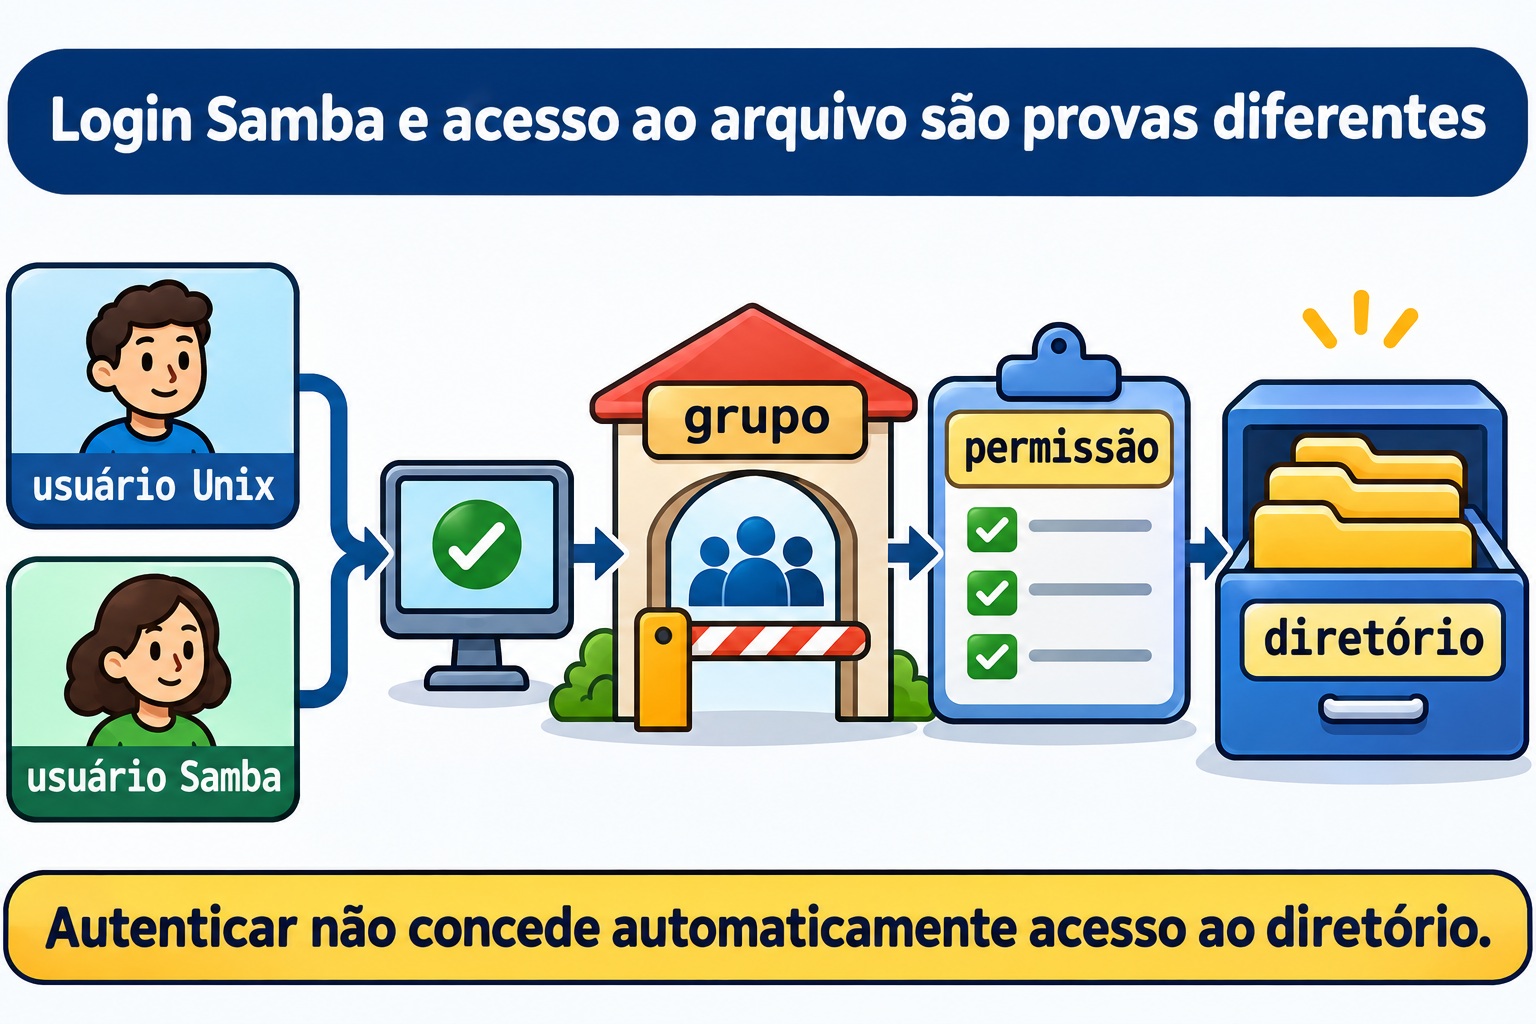 Login Samba e acesso ao arquivo são provas diferentes
usuário Unix
usuário Samba
grupo
permissão
diretório
Autenticar não concede automaticamente acesso ao diretório.